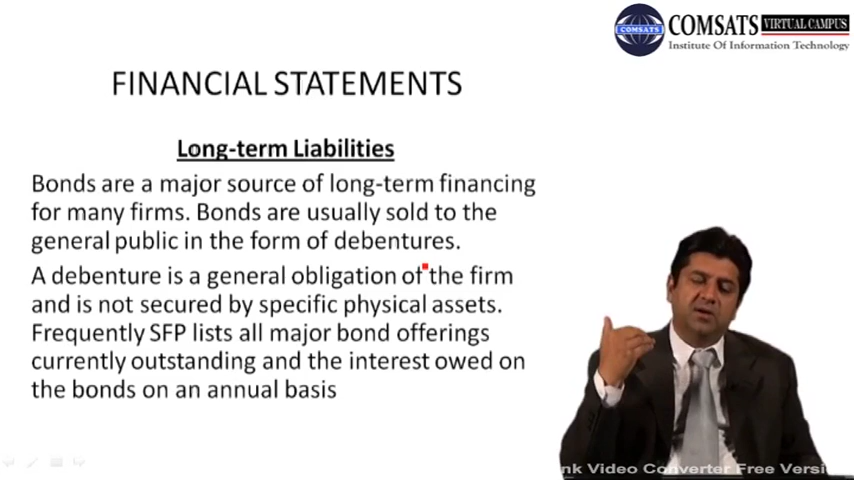 COMSATS VIRTUAL CAMPUS
COMSATS
Institute Of Information Technology
FINANCIAL STATEMENTS
Long-term Liabilities
Bonds are a major source of long-term financing
for many firms. Bonds are usually sold to the
general public in the form of debentures.
A debenture is a general obligation of the firm
and is not secured by specific physical assets.
Frequently SFP lists all major bond offerings
currently outstanding and the interest owed on
the bonds on an annual basis
nk Video Converter Free Versi